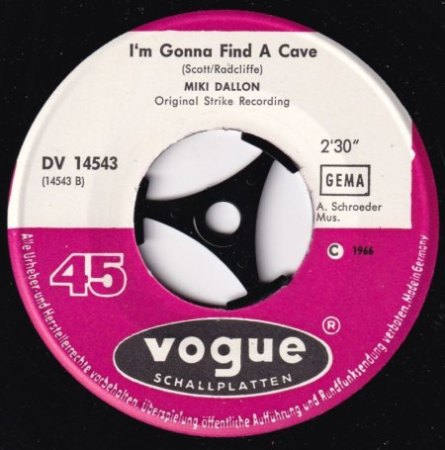 I'm Gonna Find A Cave
(Scott/Radcliffe)
MIKI DALLON
Original Strike Recording
DV 14543
(14543 B)
2'30"
GEMA
A. Schroeder
Mus.
© 1966
45
®
vogue
SCHALLPLATTEN
Alle Urheber- und Herstellerrechte vorbehalten. Überspielung, öffentliche Aufführung und Rundfunksendung verboten. Made in Germany